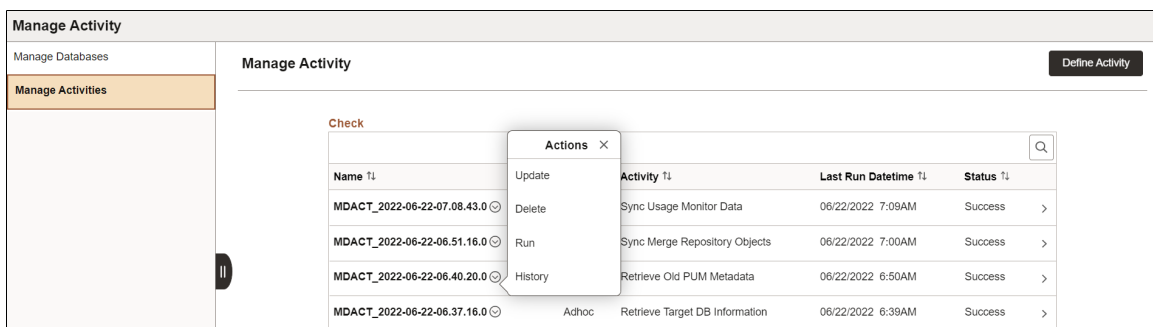 Manage Activity
Manage Databases
Manage Activities
Manage Activity
Define Activity
Check
Actions ×
Update
Delete
Run
History
Name Activity Last Run Datetime Status
MDACT_2022-06-22-07.08.43.0 Sync Usage Monitor Data 06/22/2022 7:09AM Success
MDACT_2022-06-22-06.51.16.0 Sync Merge Repository Objects 06/22/2022 7:00AM Success
MDACT_2022-06-22-06.40.20.0 Retrieve Old PUM Metadata 06/22/2022 6:50AM Success
MDACT_2022-06-22-06.37.16.0 Adhoc Retrieve Target DB Information 06/22/2022 6:39AM Success